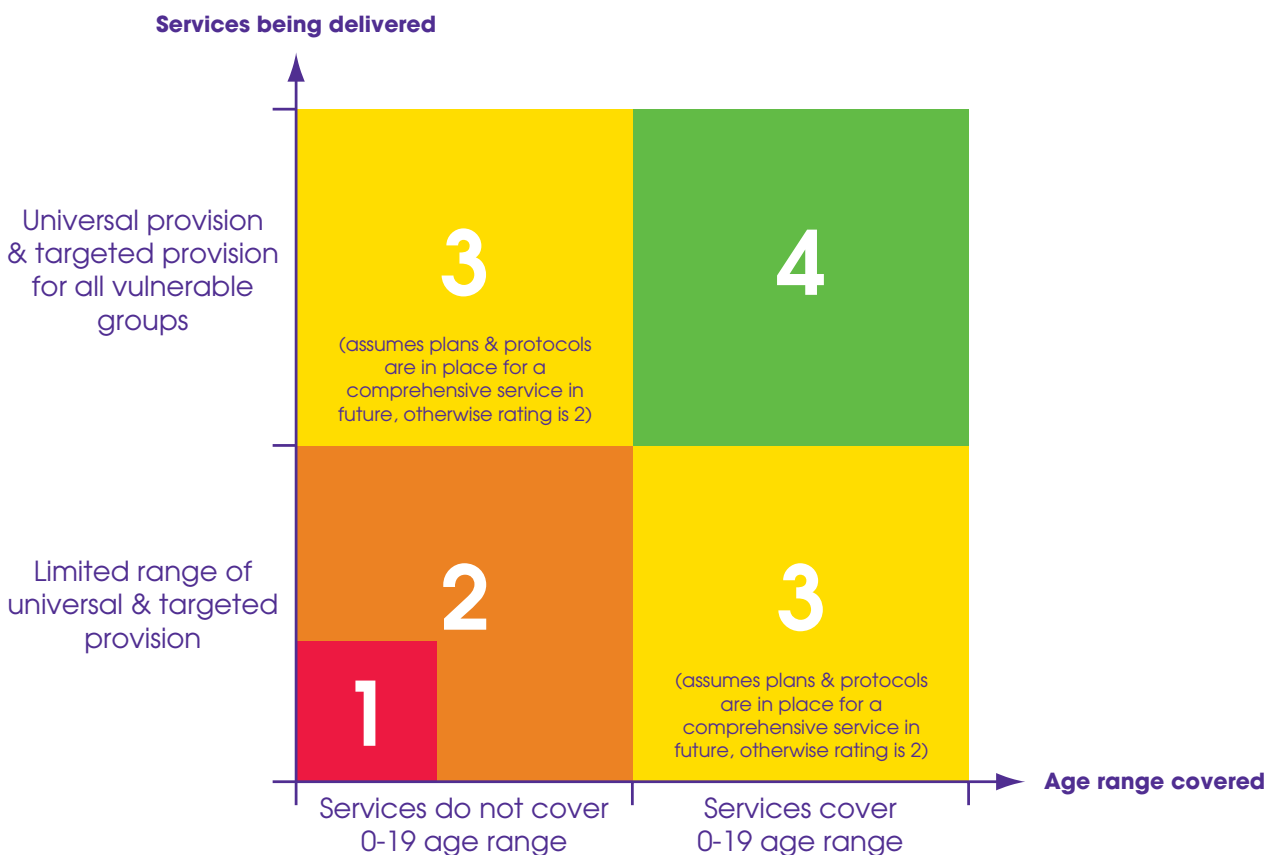 Services being delivered
Universal provision
& targeted provision
for all vulnerable
groups
3
(assumes plans & protocols
are in place for a
comprehensive service in
future, otherwise rating is 2)
4
Limited range of
universal & targeted
provision
2
1
3
(assumes plans & protocols
are in place for a
comprehensive service in
future, otherwise rating is 2)
Age range covered
Services do not cover
0-19 age range
Services cover
0-19 age range